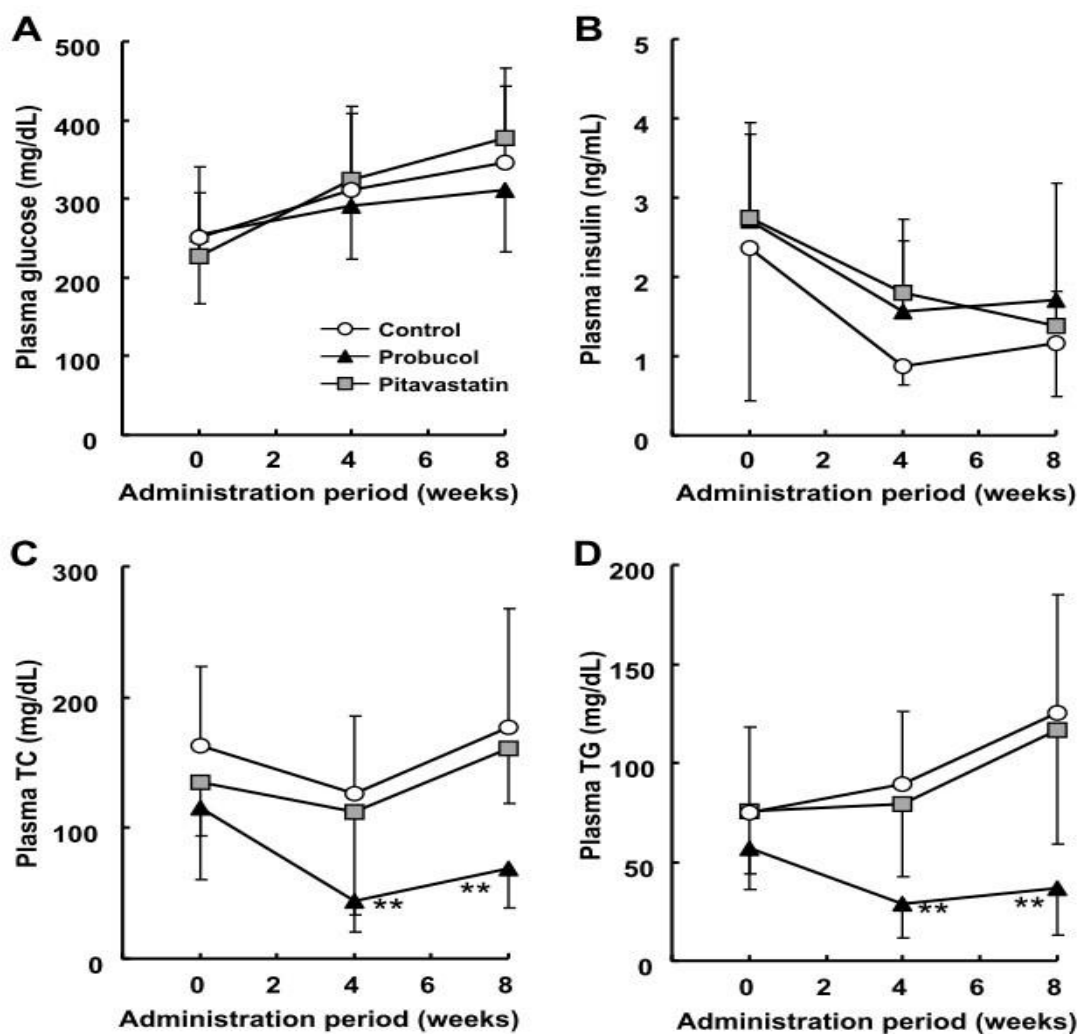 A
500
400
300
200
100
0
Plasma glucose (mg/dL)
Control
Probucol
Pitavastatin
0 2 4 6 8
Administration period (weeks)
B
5
4
3
2
1
0
Plasma insulin (ng/mL)
0 2 4 6 8
Administration period (weeks)
C
300
200
100
0
Plasma TC (mg/dL)
**
**
0 2 4 6 8
Administration period (weeks)
D
200
150
100
50
0
Plasma TG (mg/dL)
**
**
0 2 4 6 8
Administration period (weeks)